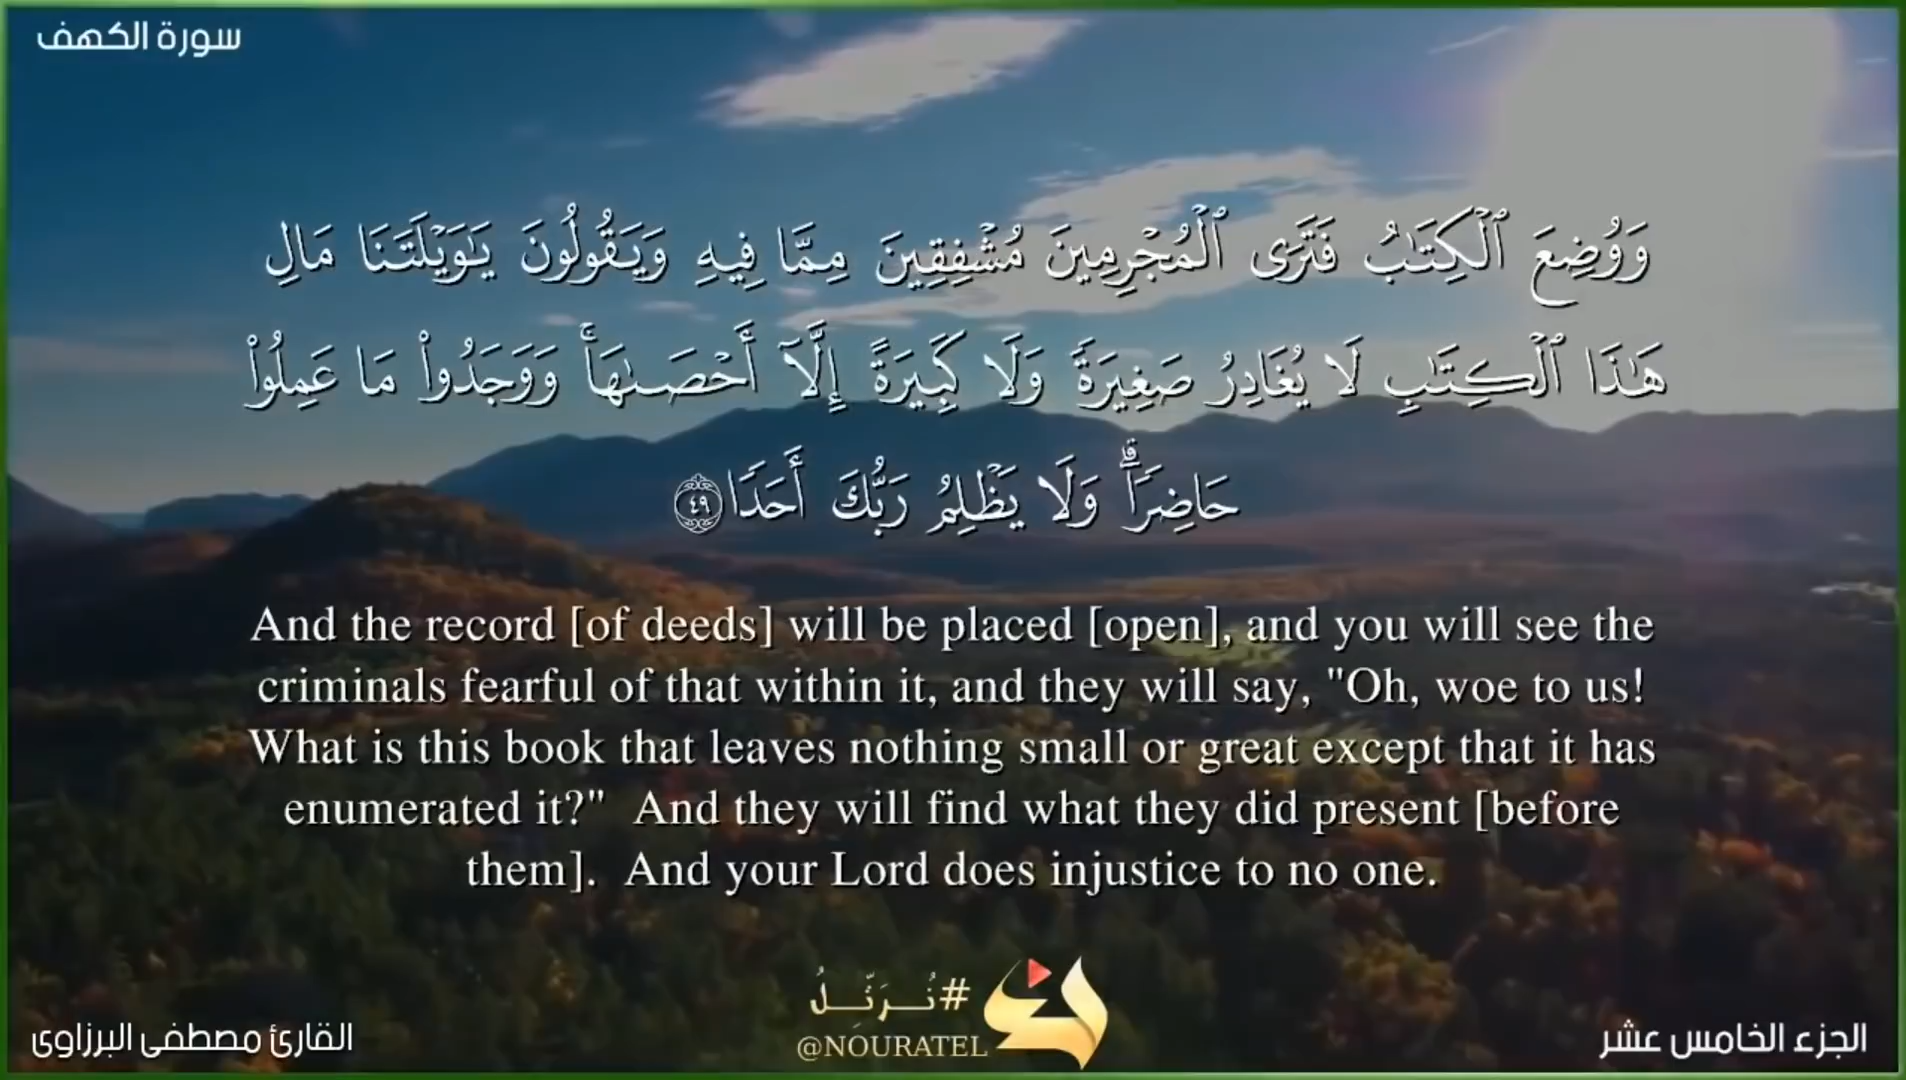 سورة الكهف
وَوُضِعَ ٱلْكِتَٰبُ فَتَرَى ٱلْمُجْرِمِينَ مُشْفِقِينَ مِمَّا فِيهِ وَيَقُولُونَ يَٰوَيْلَتَنَا مَالِ
هَٰذَا ٱلْكِتَٰبِ لَا يُغَادِرُ صَغِيرَةً وَلَا كَبِيرَةً إِلَّآ أَحْصَىٰهَا ۚ وَوَجَدُوا۟ مَا عَمِلُوا۟
حَاضِرًا ۗ وَلَا يَظْلِمُ رَبُّكَ أَحَدًا ٤٩
And the record [of deeds] will be placed [open], and you will see the
criminals fearful of that within it, and they will say, "Oh, woe to us!
What is this book that leaves nothing small or great except that it has
enumerated it?"  And they will find what they did present [before
them].  And your Lord does injustice to no one.
#نُرَتِّلُ
@NOURATEL
الجزء الخامس عشر
القارئ مصطفى البرزاوى